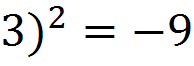 3)² = −9